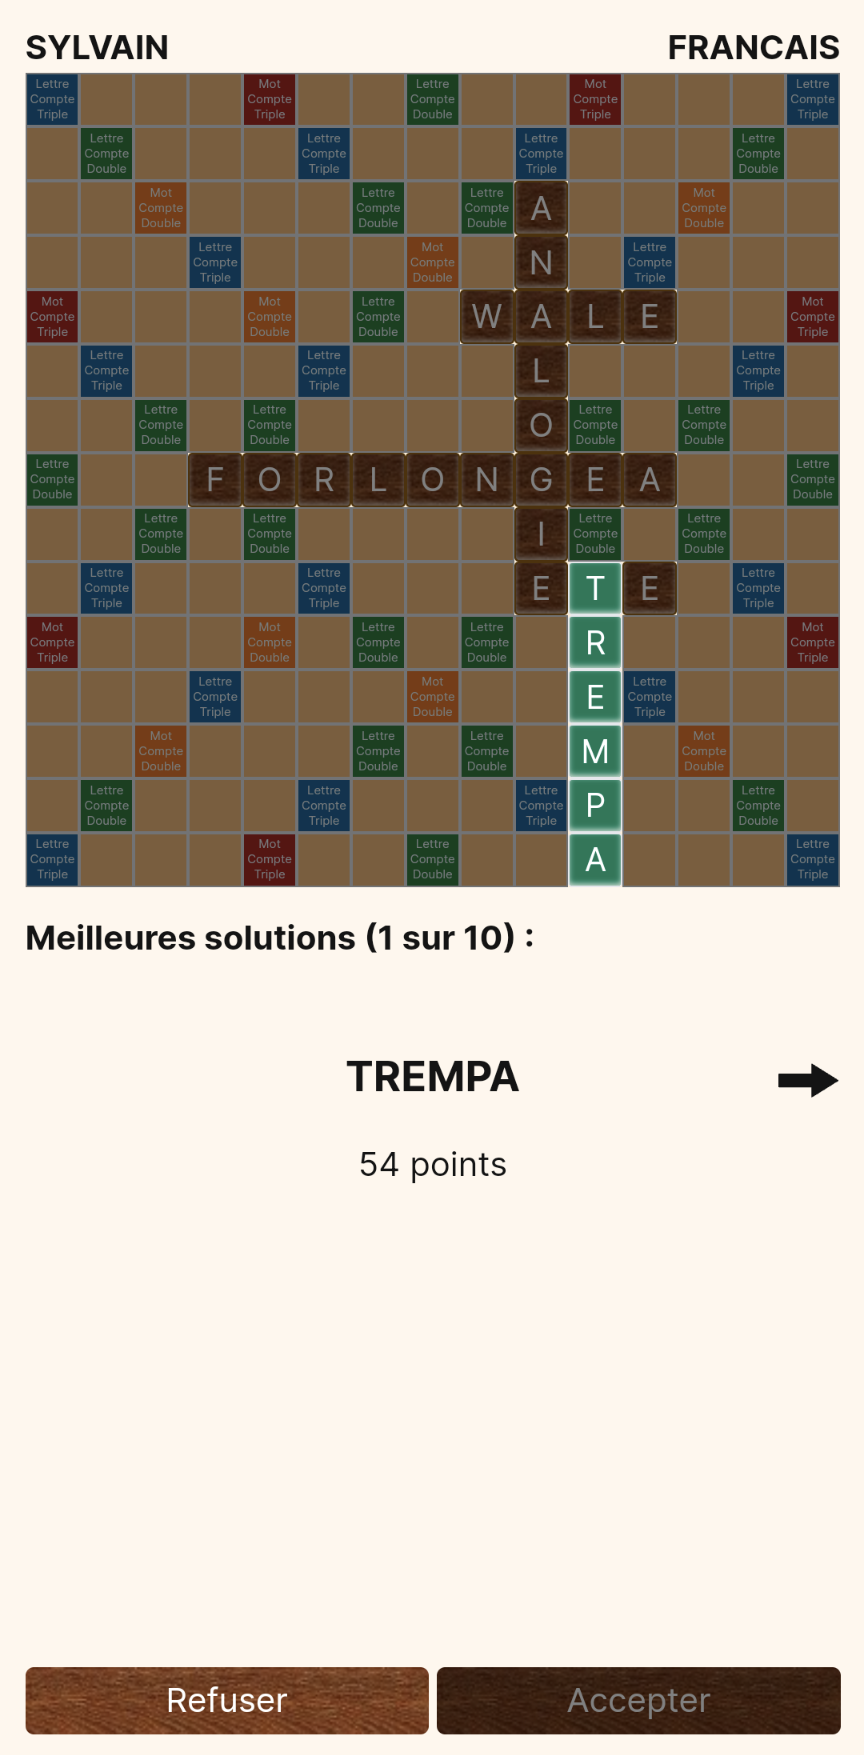 SYLVAIN FRANCAIS
Lettre Mot Lettre Mot Lettre
Compte Compte Compte Compte Compte
Triple Triple Double Triple Triple
Lettre Lettre Lettre Lettre
Compte Compte Compte Compte
Double Triple Triple Double
Mot Lettre Lettre Mot
Compte Compte Compte A Compte
Double Double Double Double
Lettre Mot Lettre
Compte Compte N Compte
Triple Double Triple
Mot Mot Lettre Mot
Compte Compte Compte W A L E Compte
Triple Double Double Triple
Lettre Lettre Lettre
Compte Compte L Compte
Triple Triple Triple
Lettre Lettre Lettre Lettre
Compte Compte O Compte Compte
Double Double Double Double
Lettre Lettre
Compte F O R L O N G E A Compte
Double Double
Lettre Lettre Lettre Lettre
Compte Compte I Compte Compte
Double Double Double Double
Lettre Lettre Lettre
Compte Compte E T E Compte
Triple Triple Triple
Mot Mot Lettre Lettre Mot
Compte Compte Compte Compte R Compte
Triple Double Double Double Triple
Lettre Mot Lettre
Compte Compte E Compte
Triple Double Triple
Mot Lettre Lettre Mot
Compte Compte Compte M Compte
Double Double Double Double
Lettre Lettre Lettre Lettre
Compte Compte Compte P Compte
Double Triple Triple Double
Lettre Mot Lettre Lettre
Compte Compte Compte A Compte
Triple Triple Double Triple
Meilleures solutions (1 sur 10) :
TREMPA
54 points
Refuser Accepter